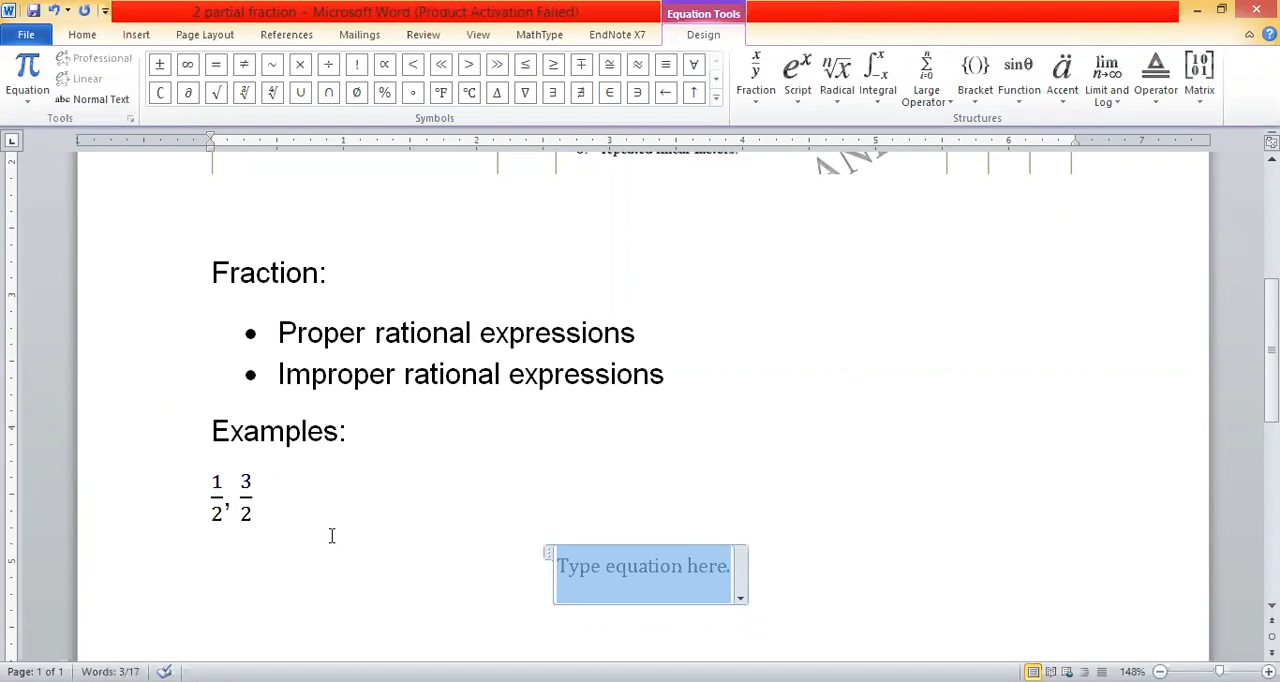 2 partial fraction - Microsoft Word (Product Activation Failed)
Equation Tools
File Home Insert Page Layout References Mailings Review View MathType EndNote X7 Design
π Equation
Professional
Linear
abc Normal Text
± ∞ = ≠ ~ × ÷ ! ∝ < ≪ > ≫ ≤ ≥ ∓ ≅ ≈ ≡ ∀
∁ ∂ √ ∛ ∜ ∪ ∩ ∅ % ° °F °C ∆ ∇ ∃ ∄ ∈ ∋ ← ↑
Fraction Script Radical Integral Large Operator Bracket Function Accent Limit and Log Operator Matrix
Tools Symbols Structures
Repeated linear factors.
Fraction:
• Proper rational expressions
• Improper rational expressions
Examples:
1/2, 3/2
Type equation here.
Page: 1 of 1 Words: 3/17 148%